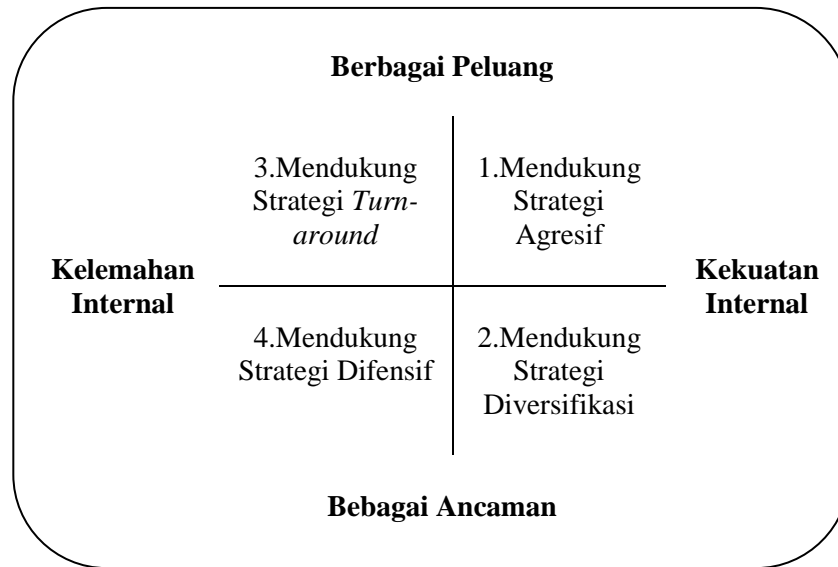 Berbagai Peluang
3.Mendukung
Strategi Turn-
around
1.Mendukung
Strategi
Agresif
Kelemahan
Internal
Kekuatan
Internal
4.Mendukung
Strategi Difensif
2.Mendukung
Strategi
Diversifikasi
Bebagai Ancaman